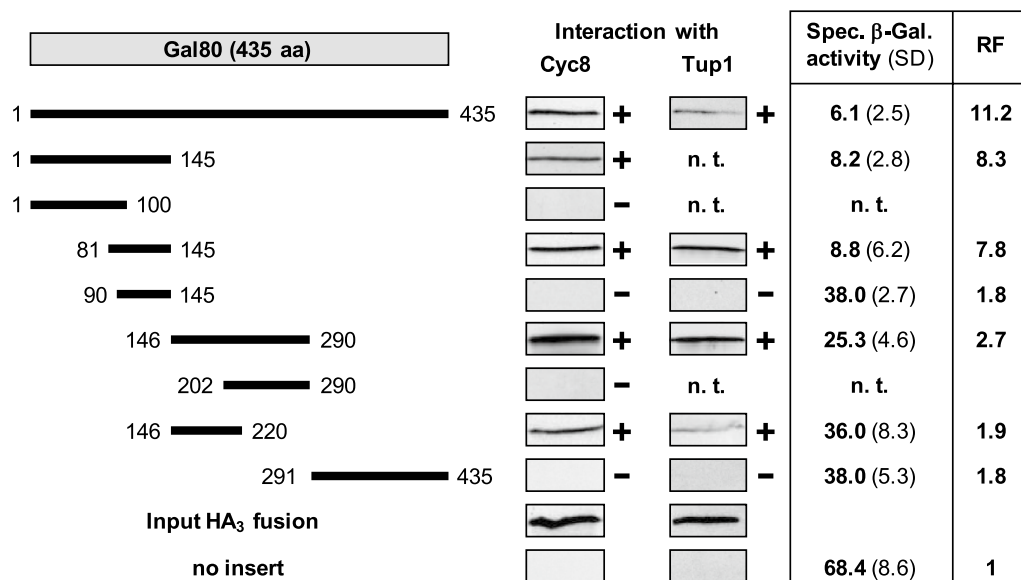 Gal80 (435 aa) Interaction with Spec. β-Gal. RF
Cyc8 Tup1 activity (SD)
1 435 + + 6.1 (2.5) 11.2
1 145 + n. t. 8.2 (2.8) 8.3
1 100 – n. t. n. t.
81 145 + + 8.8 (6.2) 7.8
90 145 – – 38.0 (2.7) 1.8
146 290 + + 25.3 (4.6) 2.7
202 290 – n. t. n. t.
146 220 + + 36.0 (8.3) 1.9
291 435 – – 38.0 (5.3) 1.8
Input HA3 fusion
no insert 68.4 (8.6) 1